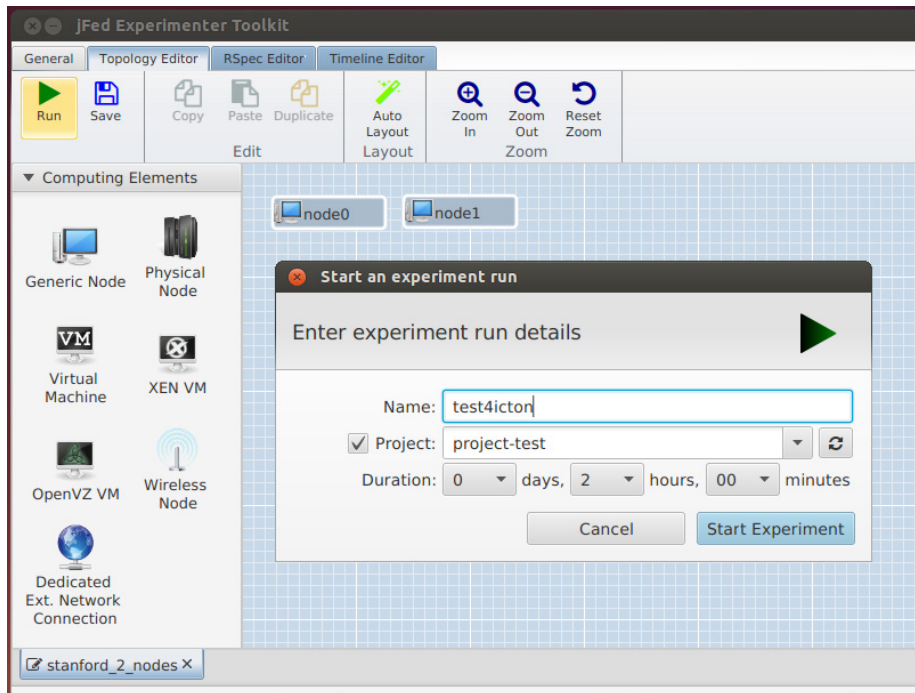 jFed Experimenter Toolkit
General Topology Editor RSpec Editor Timeline Editor
Run Save Copy Paste Duplicate Auto Layout Zoom In Zoom Out Reset Zoom
Edit Layout Zoom
Computing Elements
Generic Node
Physical Node
VM
Virtual Machine
XEN VM
OpenVZ VM
Wireless Node
Dedicated
Ext. Network
Connection
node0
node1
Start an experiment run
Enter experiment run details
Name: test4icton
Project: project-test
Duration: 0 days, 2 hours, 00 minutes
Cancel Start Experiment
stanford_2_nodes